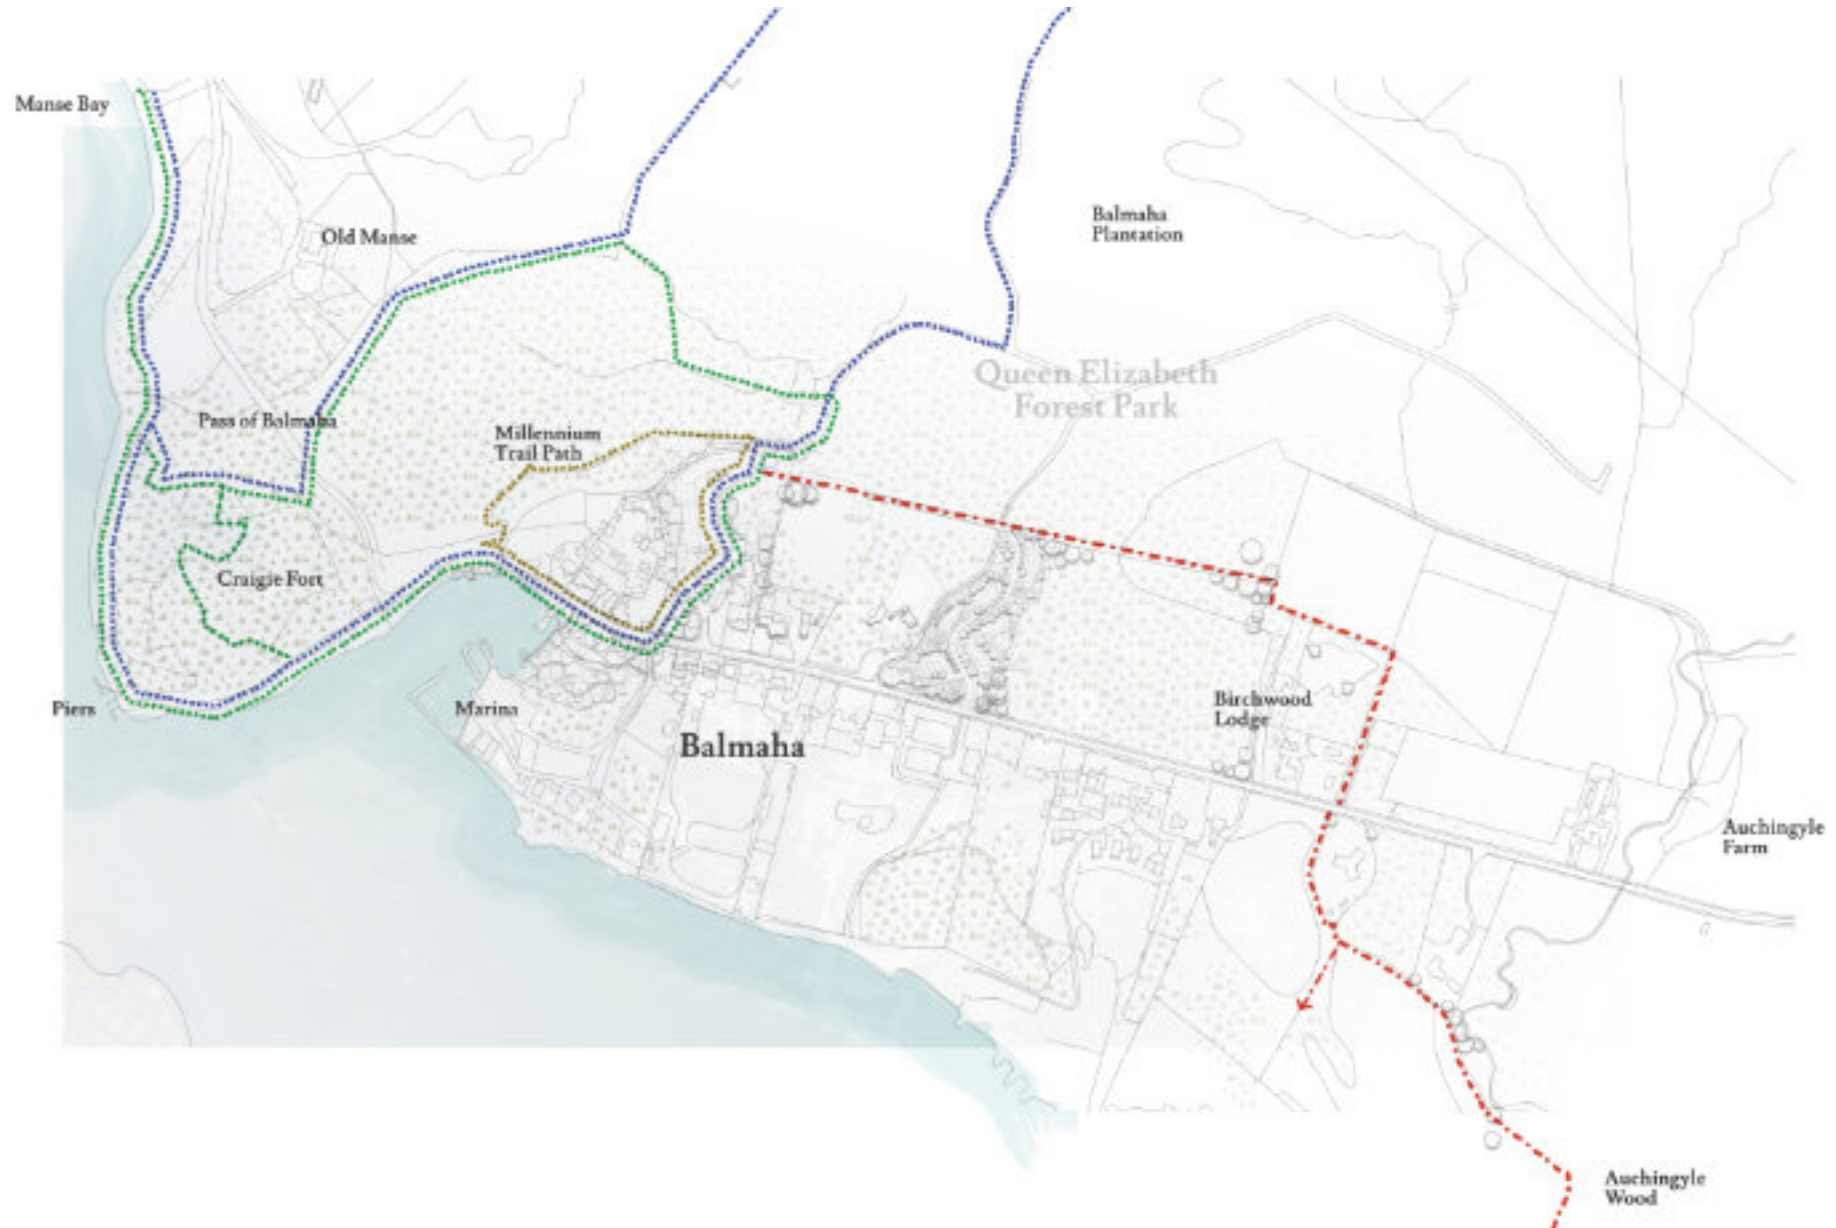 Manse Bay
Old Manse
Balmaha
Plantation
Queen Elizabeth
Forest Park
Pass of Balmaha
Millennium
Trail Path
Craigie Fort
Piers
Marina
Balmaha
Birchwood
Lodge
Auchingyle
Farm
Auchingyle
Wood